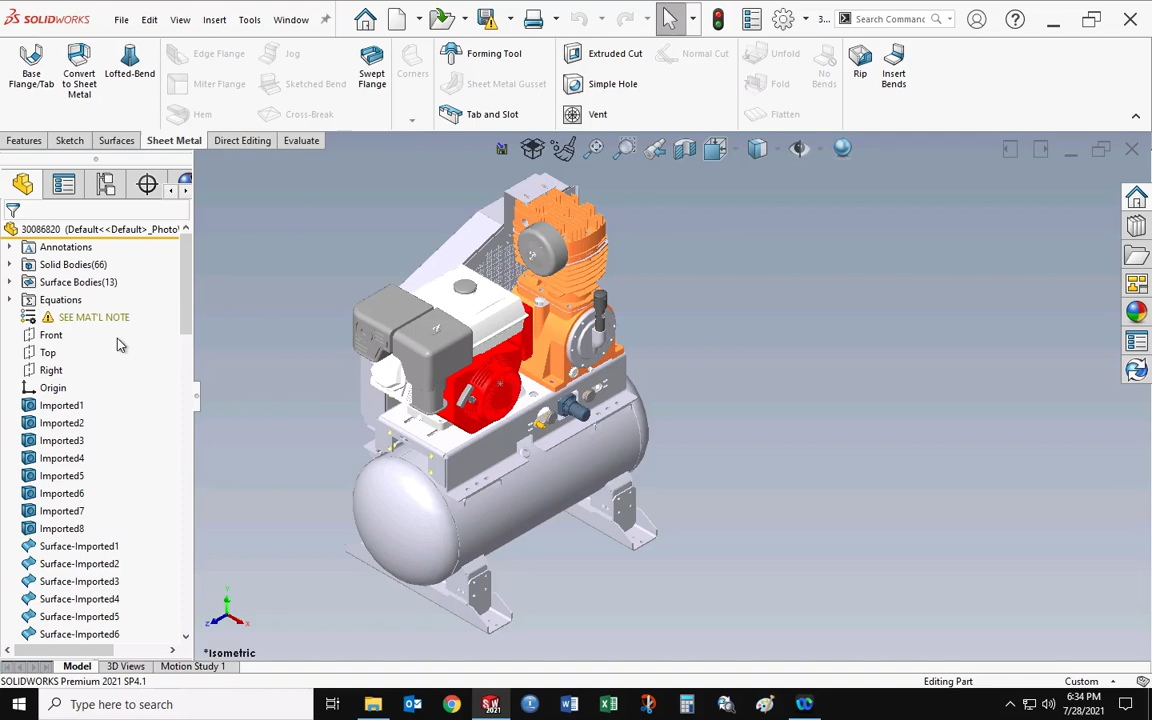 SOLIDWORKS File Edit View Insert Tools Window 3... Search Commanc
Base Flange/Tab
Convert to Sheet Metal
Lofted-Bend
Edge Flange
Miter Flange
Hem
Jog
Sketched Bend
Cross-Break
Swept Flange
Corners
Forming Tool
Sheet Metal Gusset
Tab and Slot
Extruded Cut
Simple Hole
Vent
Normal Cut
Unfold
Fold
Flatten
No Bends
Rip
Insert Bends
Features Sketch Surfaces Sheet Metal Direct Editing Evaluate
30086820 (Default<<Default>_Photo
Annotations
Solid Bodies(66)
Surface Bodies(13)
Equations
SEE MAT'L NOTE
Front
Top
Right
Origin
Imported1
Imported2
Imported3
Imported4
Imported5
Imported6
Imported7
Imported8
Surface-Imported1
Surface-Imported2
Surface-Imported3
Surface-Imported4
Surface-Imported5
Surface-Imported6
Y
Z
X
*Isometric
Model 3D Views Motion Study 1
SOLIDWORKS Premium 2021 SP4.1 Editing Part Custom
Type here to search
6:34 PM
7/28/2021